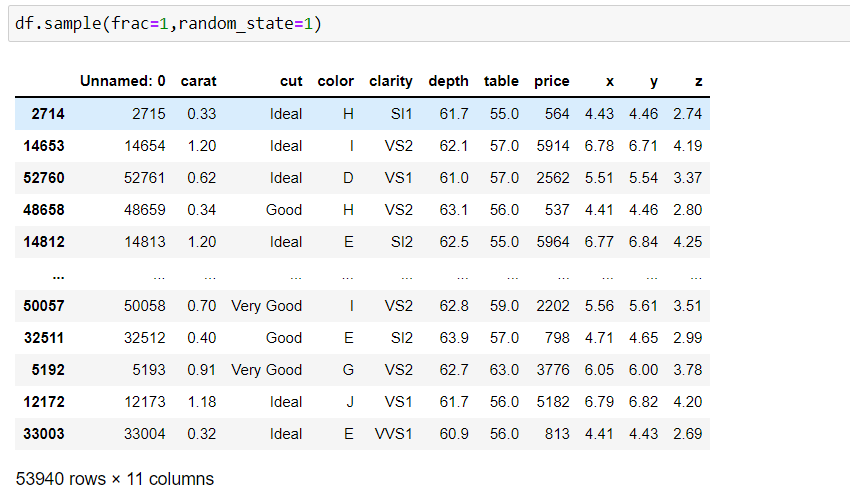 df.sample(frac=1,random_state=1)
Unnamed: 0 carat cut color clarity depth table price x y z
2714 2715 0.33 Ideal H SI1 61.7 55.0 564 4.43 4.46 2.74
14653 14654 1.20 Ideal I VS2 62.1 57.0 5914 6.78 6.71 4.19
52760 52761 0.62 Ideal D VS1 61.0 57.0 2562 5.51 5.54 3.37
48658 48659 0.34 Good H VS2 63.1 56.0 537 4.41 4.46 2.80
14812 14813 1.20 Ideal E SI2 62.5 55.0 5964 6.77 6.84 4.25
... ... ... ... ... ... ... ... ... ... ... ...
50057 50058 0.70 Very Good I VS2 62.8 59.0 2202 5.56 5.61 3.51
32511 32512 0.40 Good E SI2 63.9 57.0 798 4.71 4.65 2.99
5192 5193 0.91 Very Good G VS2 62.7 63.0 3776 6.05 6.00 3.78
12172 12173 1.18 Ideal J VS1 61.7 56.0 5182 6.79 6.82 4.20
33003 33004 0.32 Ideal E VVS1 60.9 56.0 813 4.41 4.43 2.69
53940 rows × 11 columns